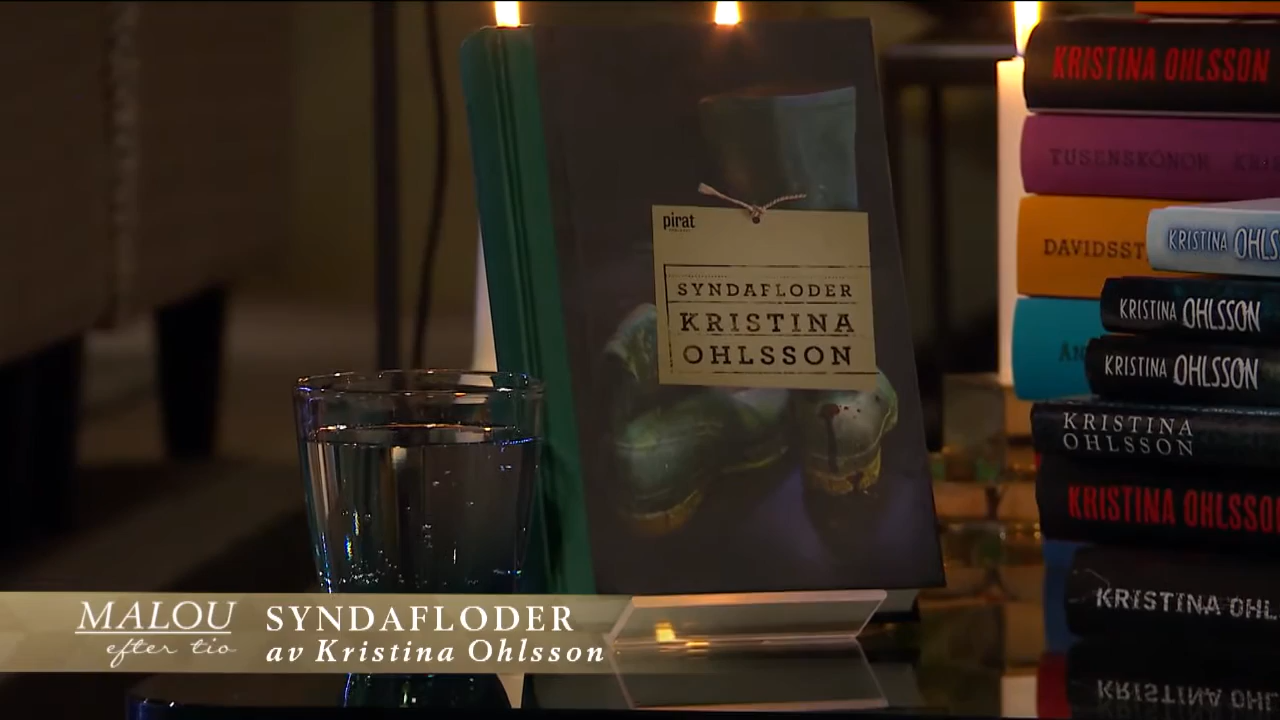 pirat
SYNDAFLODER
KRISTINA
OHLSSON
KRISTINA OHLSSON
TUSENSKÖNOR
DAVIDSST
KRISTINA OHLS
KRISTINA OHLSSON
KRISTINA OHLSSON
KRISTINA
OHLSSON
KRISTINA OHLSSO
KRISTINA OHL
MALOU
efter tio
SYNDAFLODER
av Kristina Ohlsson